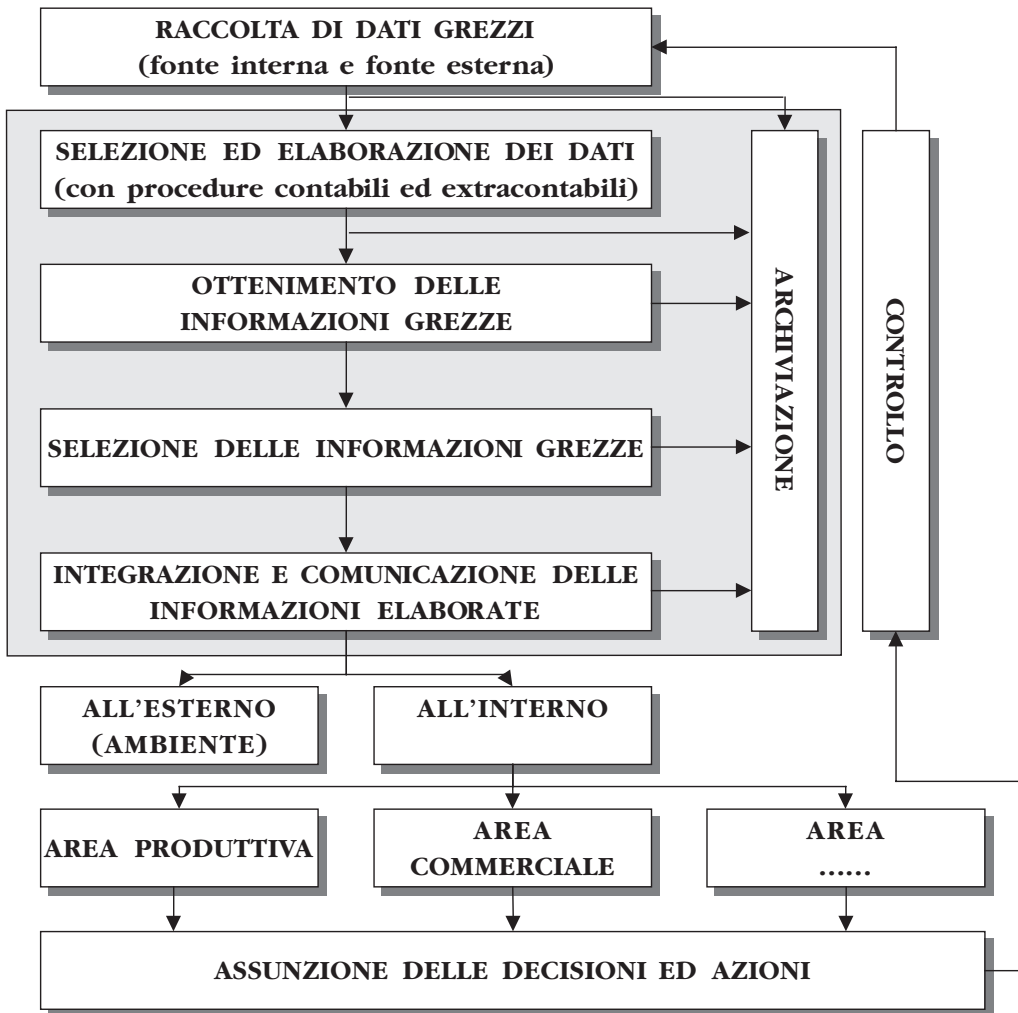 RACCOLTA DI DATI GREZZI
(fonte interna e fonte esterna)
SELEZIONE ED ELABORAZIONE DEI DATI
(con procedure contabili ed extracontabili)
OTTENIMENTO DELLE
INFORMAZIONI GREZZE
SELEZIONE DELLE INFORMAZIONI GREZZE
INTEGRAZIONE E COMUNICAZIONE DELLE
INFORMAZIONI ELABORATE
ARCHIVIAZIONE
CONTROLLO
ALL’ESTERNO
(AMBIENTE)
ALL’INTERNO
AREA PRODUTTIVA
AREA
COMMERCIALE
AREA
......
ASSUNZIONE DELLE DECISIONI ED AZIONI